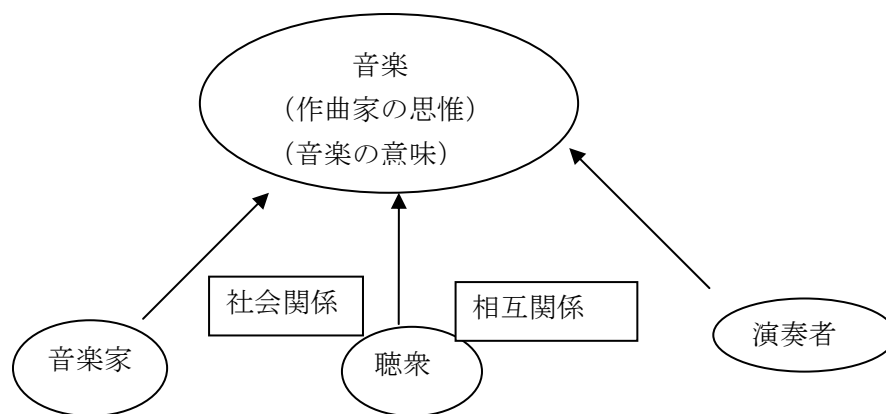 音楽
（作曲家の思惟）
（音楽の意味）
社会関係
相互関係
音楽家
聴衆
演奏者